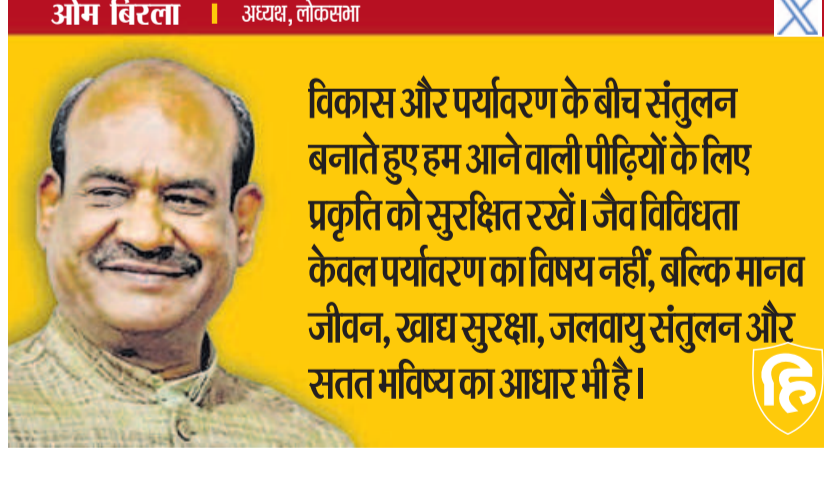 ओम बिरला | अध्यक्ष, लोकसभा
X
विकास और पर्यावरण के बीच संतुलन
बनाते हुए हम आने वाली पीढ़ियों के लिए
प्रकृति को सुरक्षित रखें। जैव विविधता
केवल पर्यावरण का विषय नहीं, बल्कि मानव
जीवन, खाद्य सुरक्षा, जलवायु संतुलन और
सतत भविष्य का आधार भी है।
हि